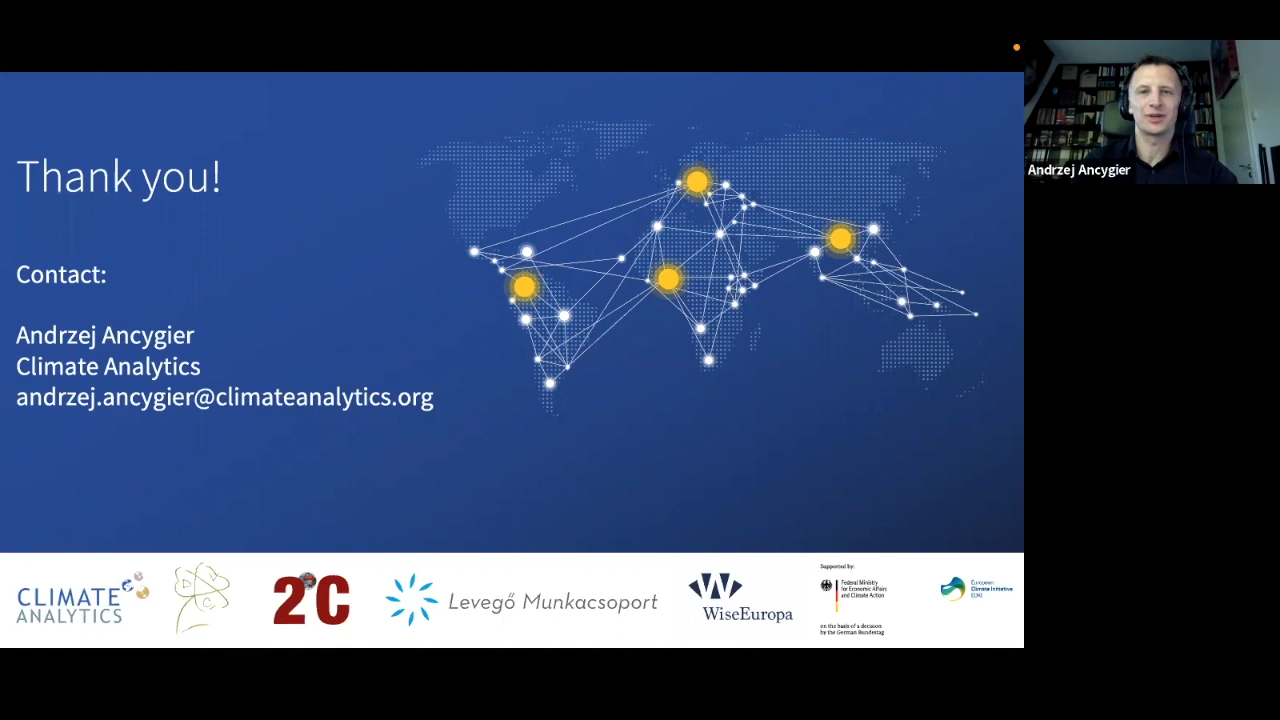 Thank you!
Contact:
Andrzej Ancygier
Climate Analytics
andrzej.ancygier@climateanalytics.org
Andrzej Ancygier
CLIMATE
ANALYTICS
2°C
Levegő Munkacsoport
WiseEuropa
Supported by:
Federal Ministry
for Economic Affairs
and Climate Action
on the basis of a decision
by the German Bundestag
European
Climate Initiative
EUKI